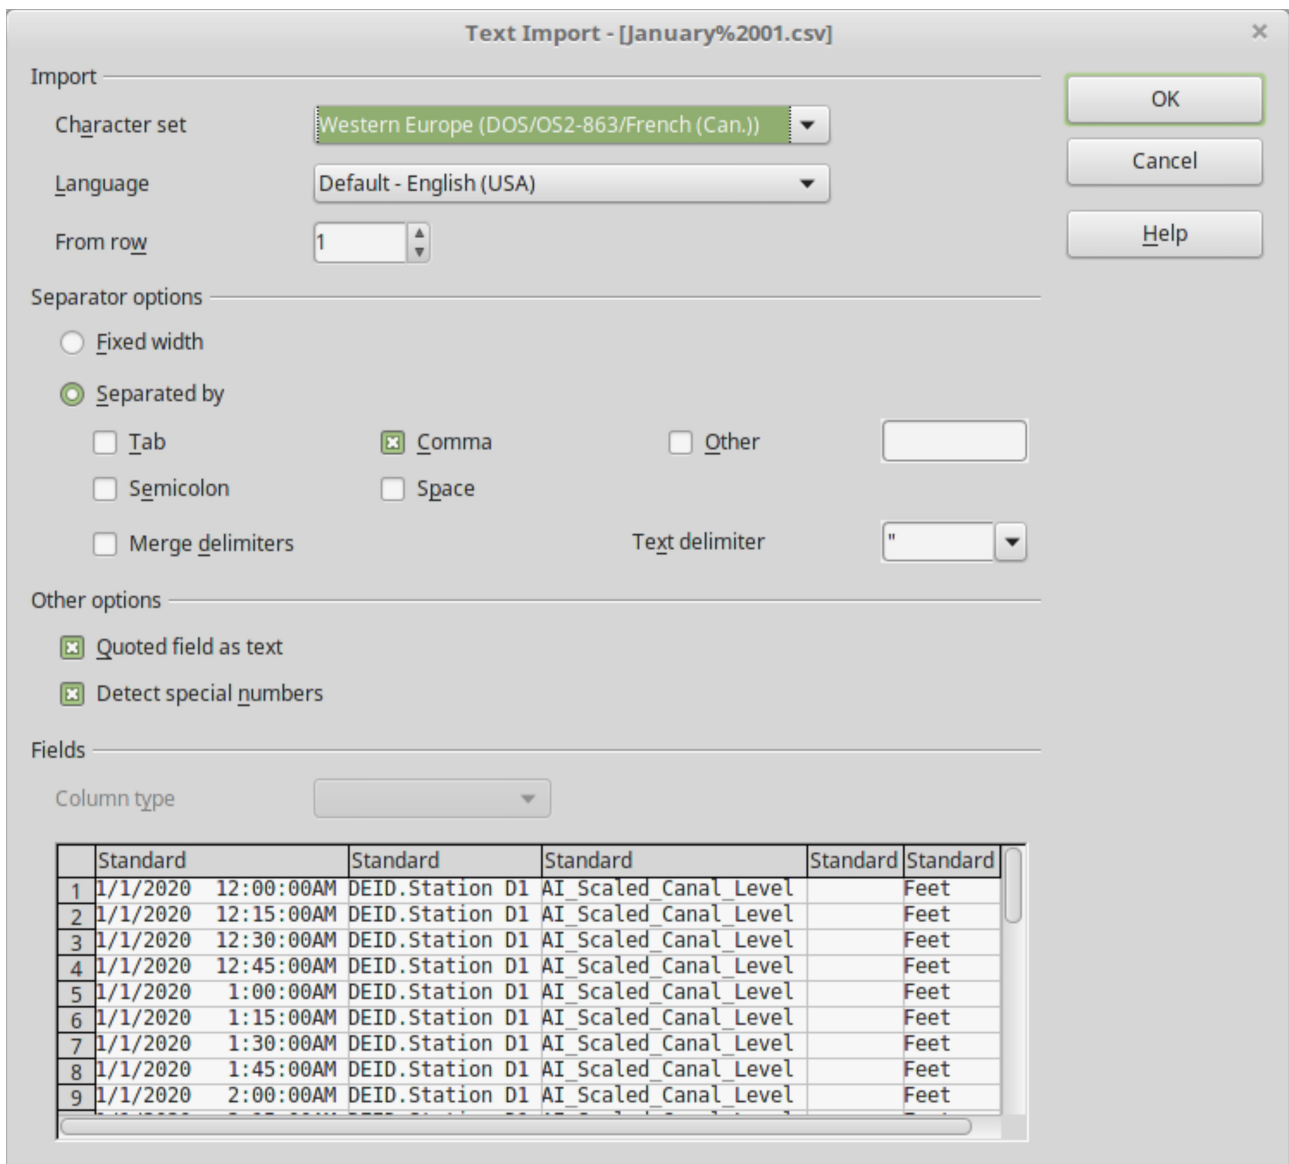 Text Import - [January%2001.csv]
Import
Character set
Western Europe (DOS/OS2-863/French (Can.))
OK
Language
Default - English (USA)
Cancel
From row
1
Help
Separator options
Fixed width
Separated by
Tab
Comma
Other
Semicolon
Space
Merge delimiters
Text delimiter
"
Other options
Quoted field as text
Detect special numbers
Fields
Column type
Standard Standard Standard Standard Standard
1 1/1/2020 12:00:00AM DEID.Station D1 AI_Scaled_Canal_Level Feet
2 1/1/2020 12:15:00AM DEID.Station D1 AI_Scaled_Canal_Level Feet
3 1/1/2020 12:30:00AM DEID.Station D1 AI_Scaled_Canal_Level Feet
4 1/1/2020 12:45:00AM DEID.Station D1 AI_Scaled_Canal_Level Feet
5 1/1/2020 1:00:00AM DEID.Station D1 AI_Scaled_Canal_Level Feet
6 1/1/2020 1:15:00AM DEID.Station D1 AI_Scaled_Canal_Level Feet
7 1/1/2020 1:30:00AM DEID.Station D1 AI_Scaled_Canal_Level Feet
8 1/1/2020 1:45:00AM DEID.Station D1 AI_Scaled_Canal_Level Feet
9 1/1/2020 2:00:00AM DEID.Station D1 AI_Scaled_Canal_Level Feet